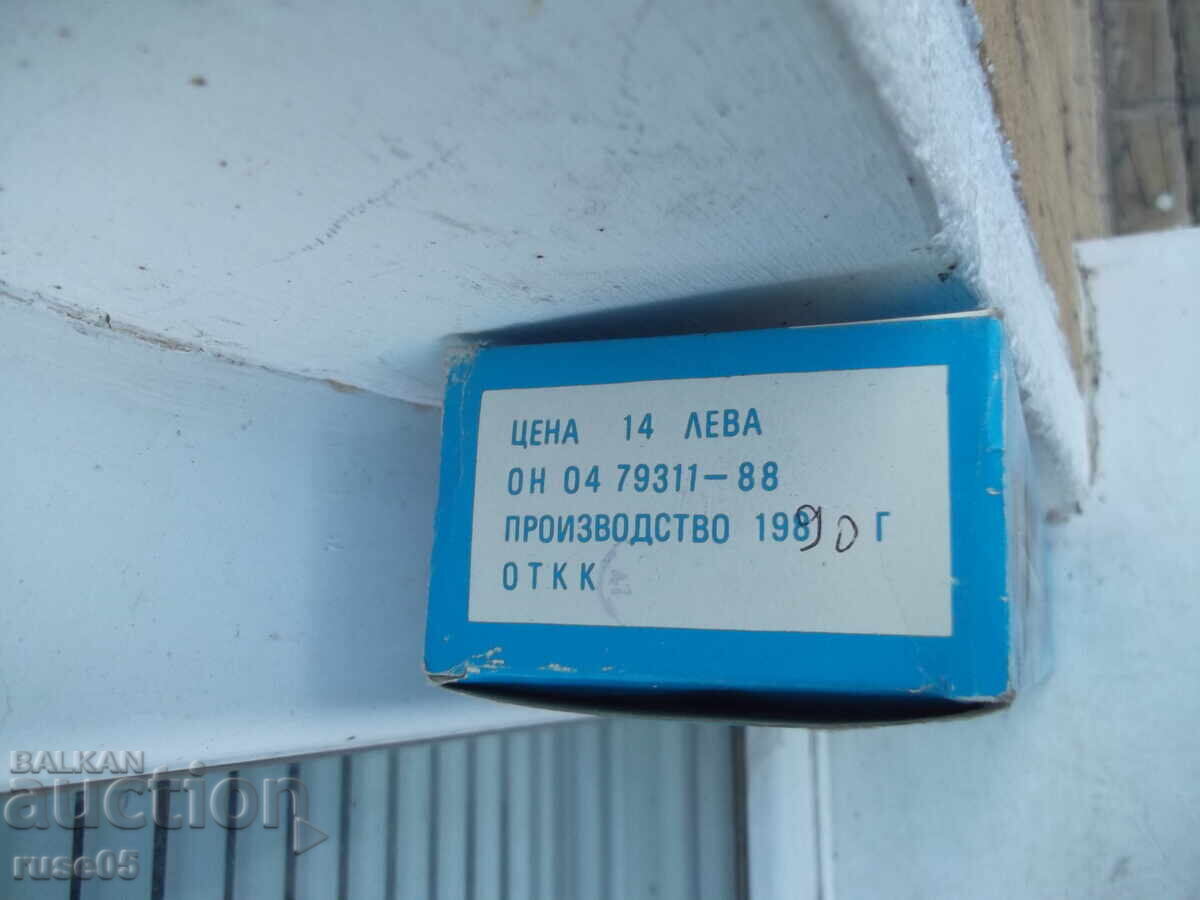 ЦЕНА 14 ЛЕВА
ОН 04 79311-88
ПРОИЗВОДСТВО 1990 Г
ОТКК
BALKAN
auction
ruse05